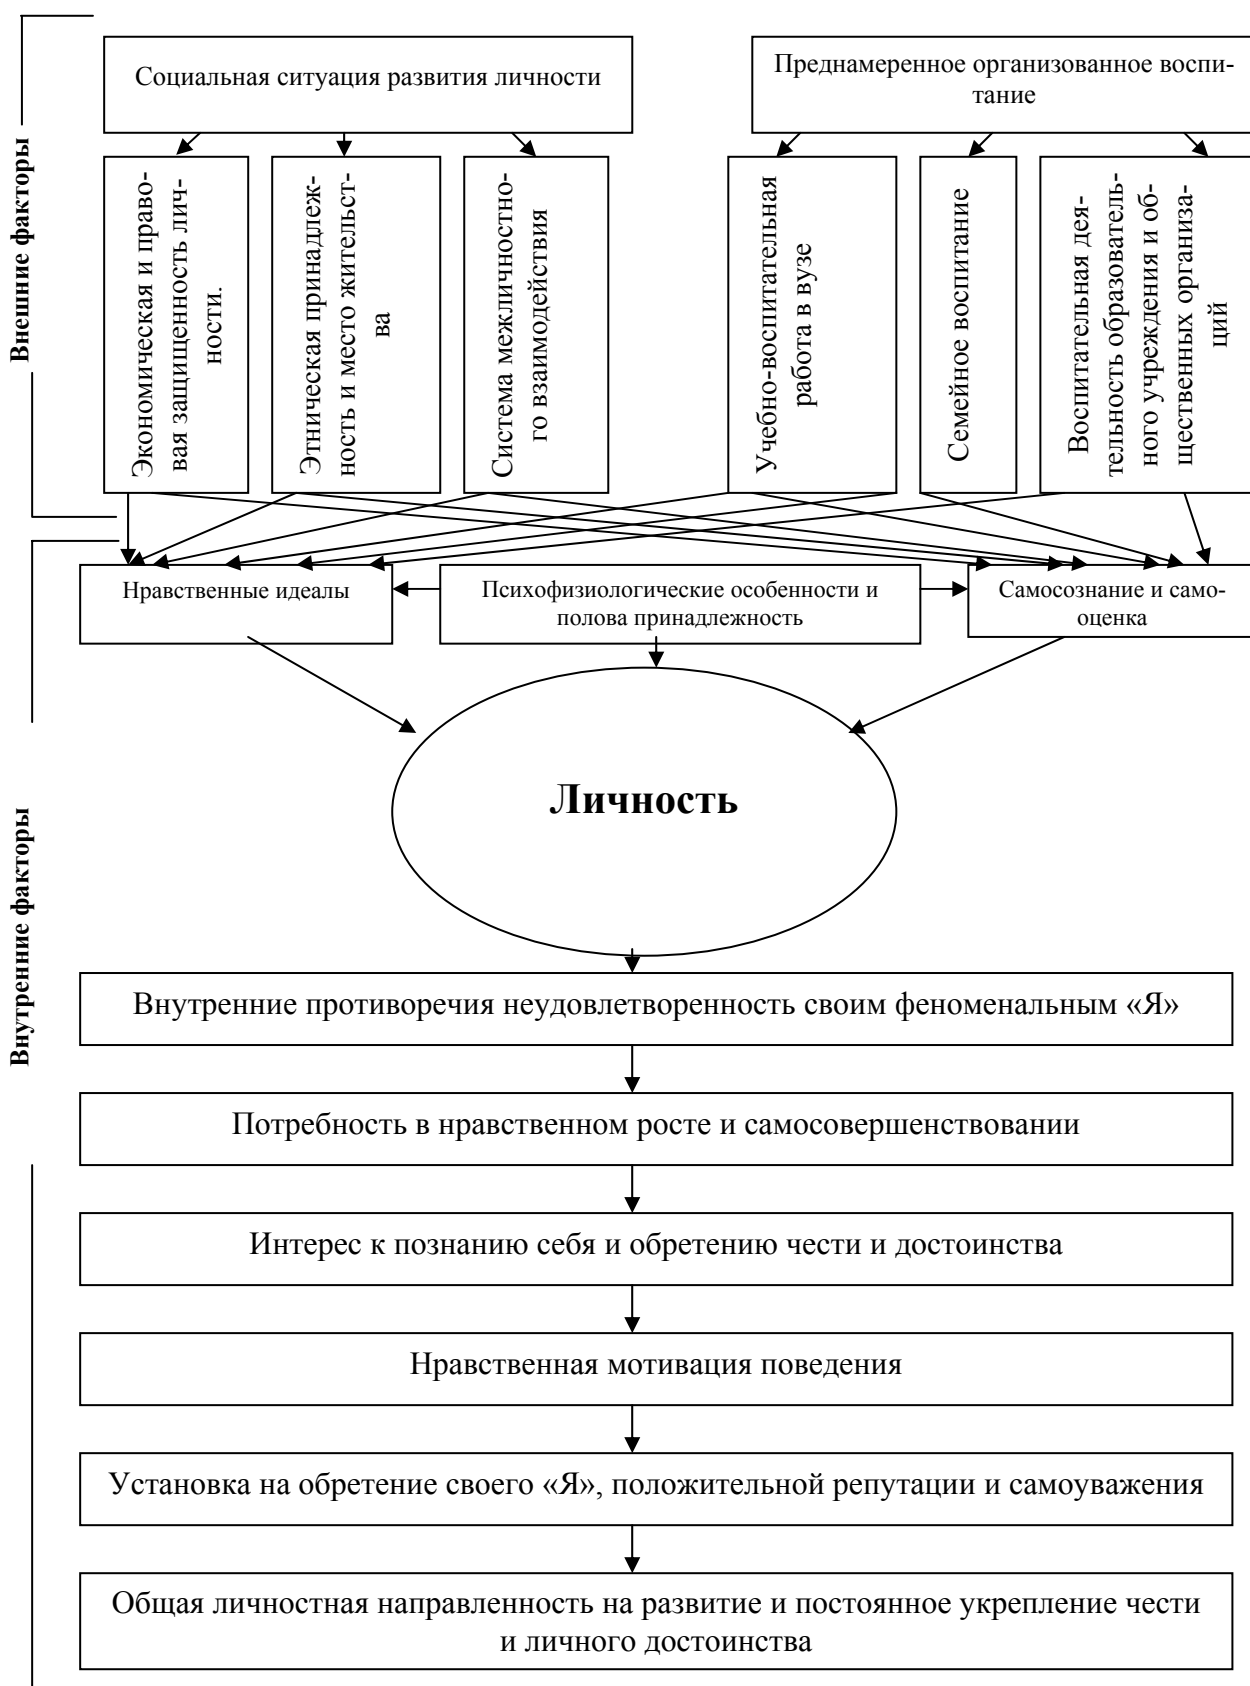 Внешние факторы
Социальная ситуация развития личности
Преднамеренное организованное воспи-
тание
Экономическая и право-
вая защищенность лич-
ности.
Этническая принадлеж-
ность и место жительст-
ва
Система межличностно-
го взаимодействия
Учебно-воспитательная
работа в вузе
Семейное воспитание
Воспитательная дея-
тельность образователь-
ного учреждения и об-
щественных организа-
ций
Внутренние факторы
Нравственные идеалы
Психофизиологические особенности и
полова принадлежность
Самосознание и само-
оценка
Личность
Внутренние противоречия неудовлетворенность своим феноменальным «Я»
Потребность в нравственном росте и самосовершенствовании
Интерес к познанию себя и обретению чести и достоинства
Нравственная мотивация поведения
Установка на обретение своего «Я», положительной репутации и самоуважения
Общая личностная направленность на развитие и постоянное укрепление чести
и личного достоинства